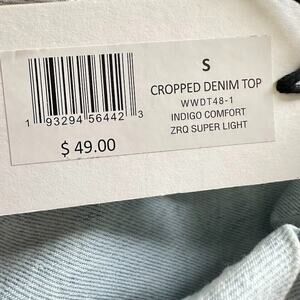 S
CROPPED DENIM TOP
WWDT48-1
INDIGO COMFORT
ZRQ SUPER LIGHT
1 93294 56442 3
$ 49.00